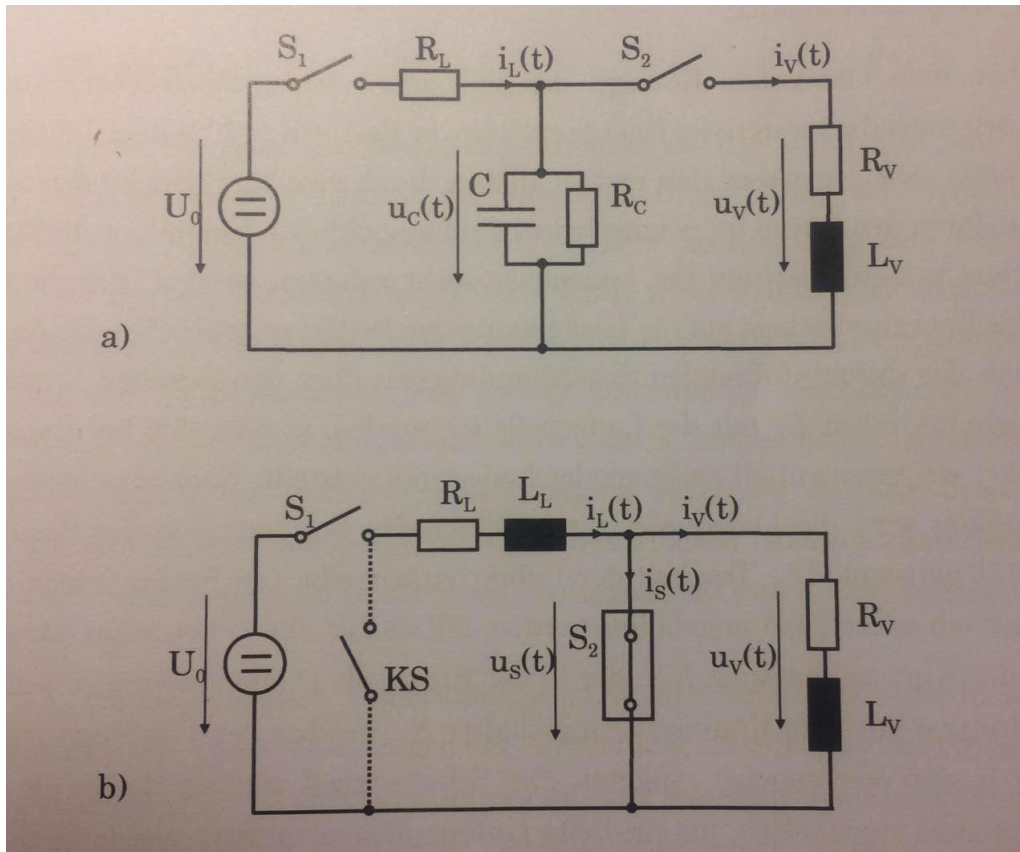 S₁ R_L i_L(t) S₂ i_V(t)
U₀ u_C(t) C R_C u_V(t) R_V
L_V
a)
S₁ R_L L_L i_L(t) i_V(t)
i_S(t)
U₀ KS u_S(t) S₂ u_V(t) R_V
L_V
b)